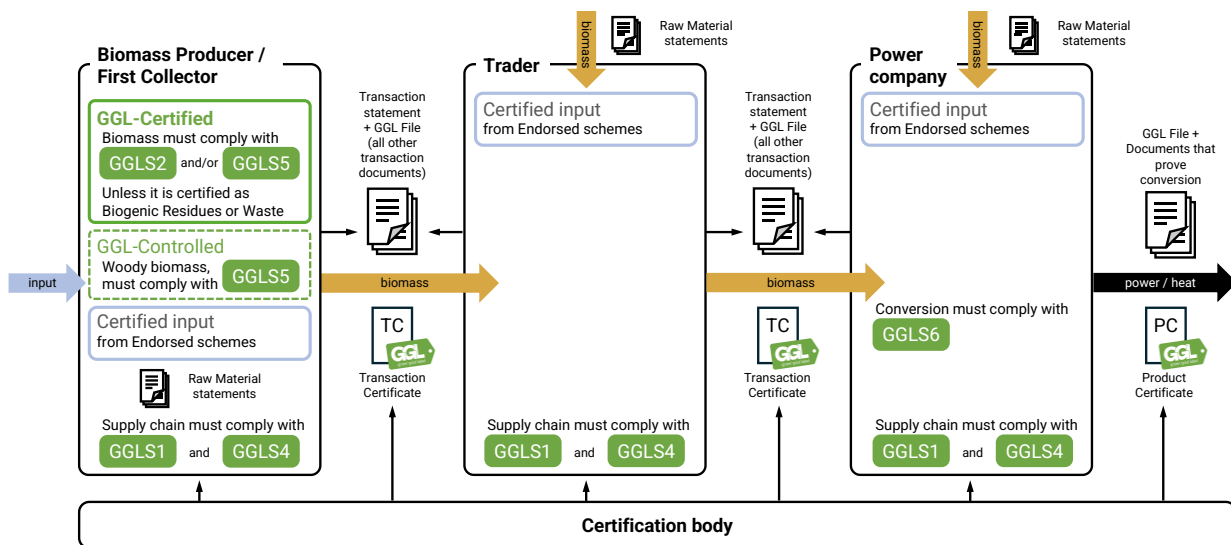 biomass
Raw Material
statements
biomass
Raw Material
statements
Biomass Producer /
First Collector
GGL-Certified
Biomass must comply with
GGLS2 and/or GGLS5
Unless it is certified as
Biogenic Residues or Waste
GGL-Controlled
Woody biomass,
must comply with
GGLS5
input
Certified input
from Endorsed schemes
Raw Material
statements
Supply chain must comply with
GGLS1 and GGLS4
Transaction
statement
+ GGL File
(all other
transaction
documents)
biomass
TC
GGL
Transaction
Certificate
Trader
Certified input
from Endorsed schemes
Supply chain must comply with
GGLS1 and GGLS4
Transaction
statement
+ GGL File
(all other
transaction
documents)
biomass
TC
GGL
Transaction
Certificate
Power
company
Certified input
from Endorsed schemes
Conversion must comply with
GGLS6
Supply chain must comply with
GGLS1 and GGLS4
GGL File +
Documents that
prove
conversion
power / heat
PC
GGL
Product
Certificate
Certification body